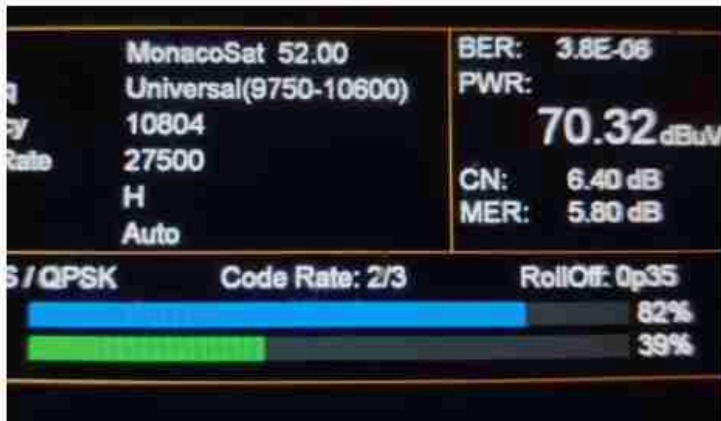 MonacoSat 52.00
Universal(9750-10600)
10804
Rate 27500
H
Auto
BER: 3.8E-06
PWR:
70.32 dBuV
CN: 6.40 dB
MER: 5.80 dB
S / QPSK Code Rate: 2/3 RollOff: 0p35
82%
39%